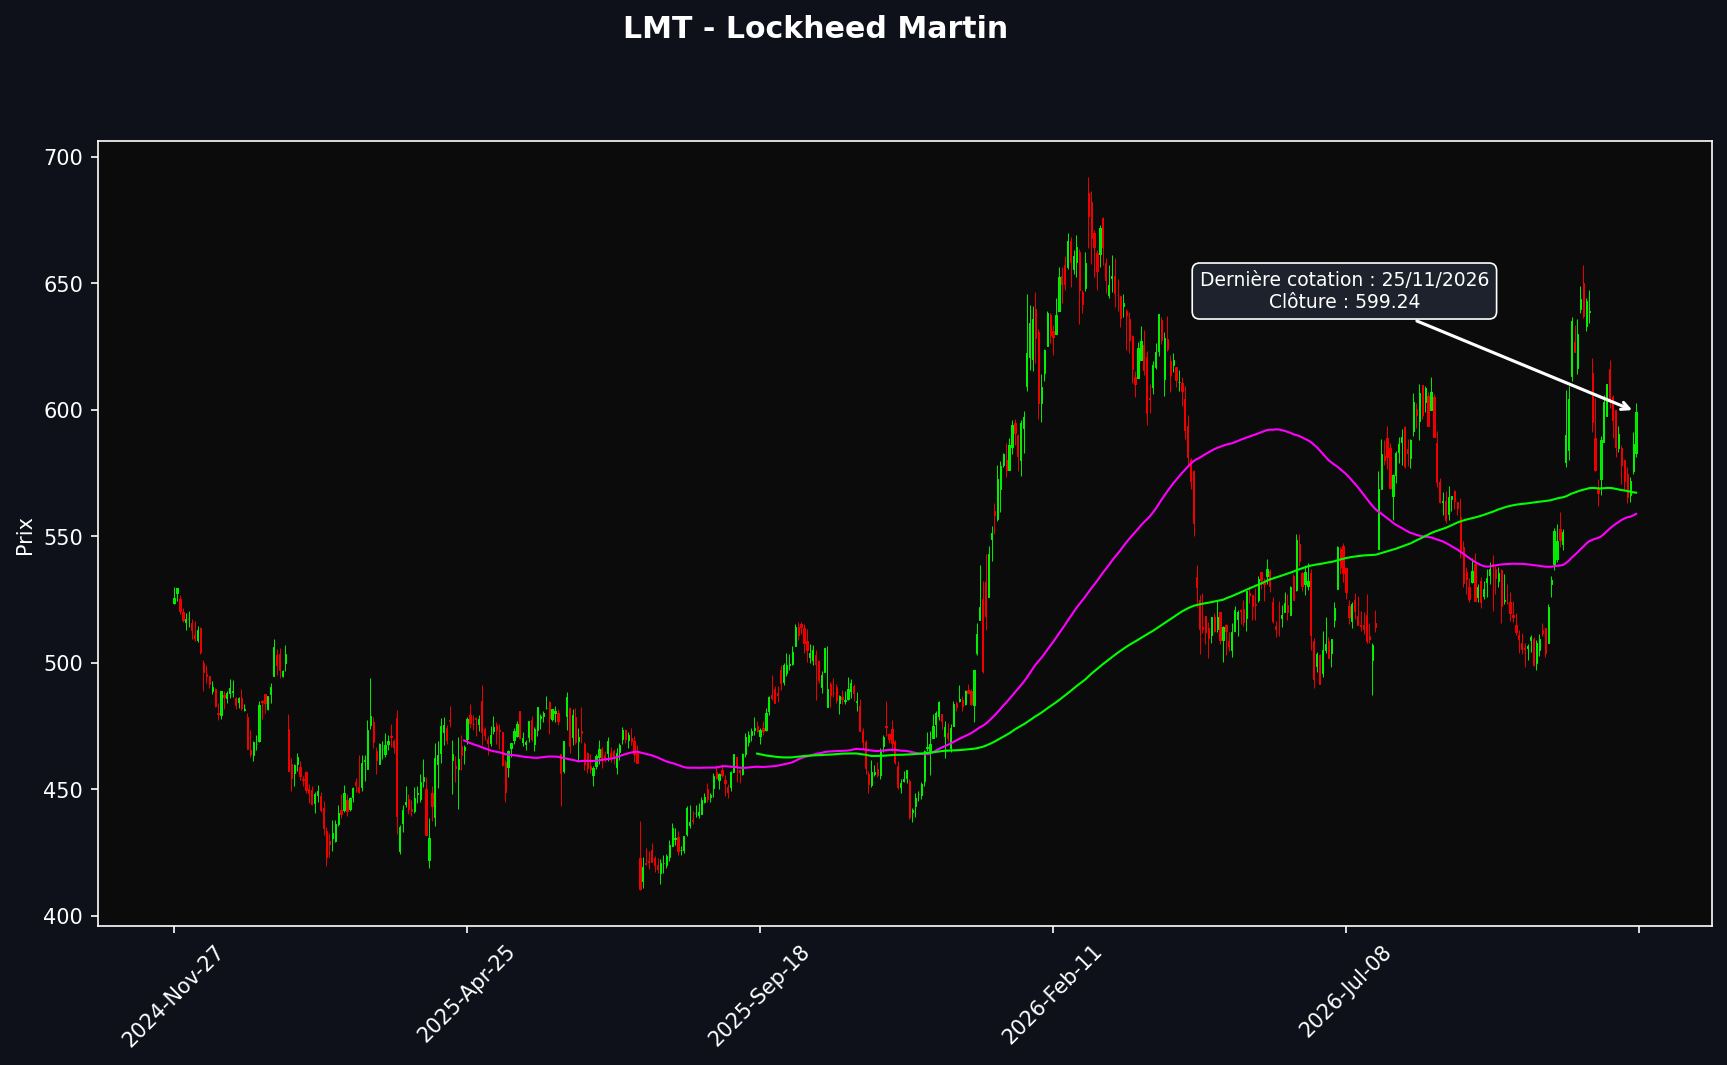 LMT - Lockheed Martin
Prix
700
650
600
550
500
450
400
Dernière cotation : 25/11/2026
Clôture : 599.24
2024-Nov-27
2025-Apr-25
2025-Sep-18
2026-Feb-11
2026-Jul-08